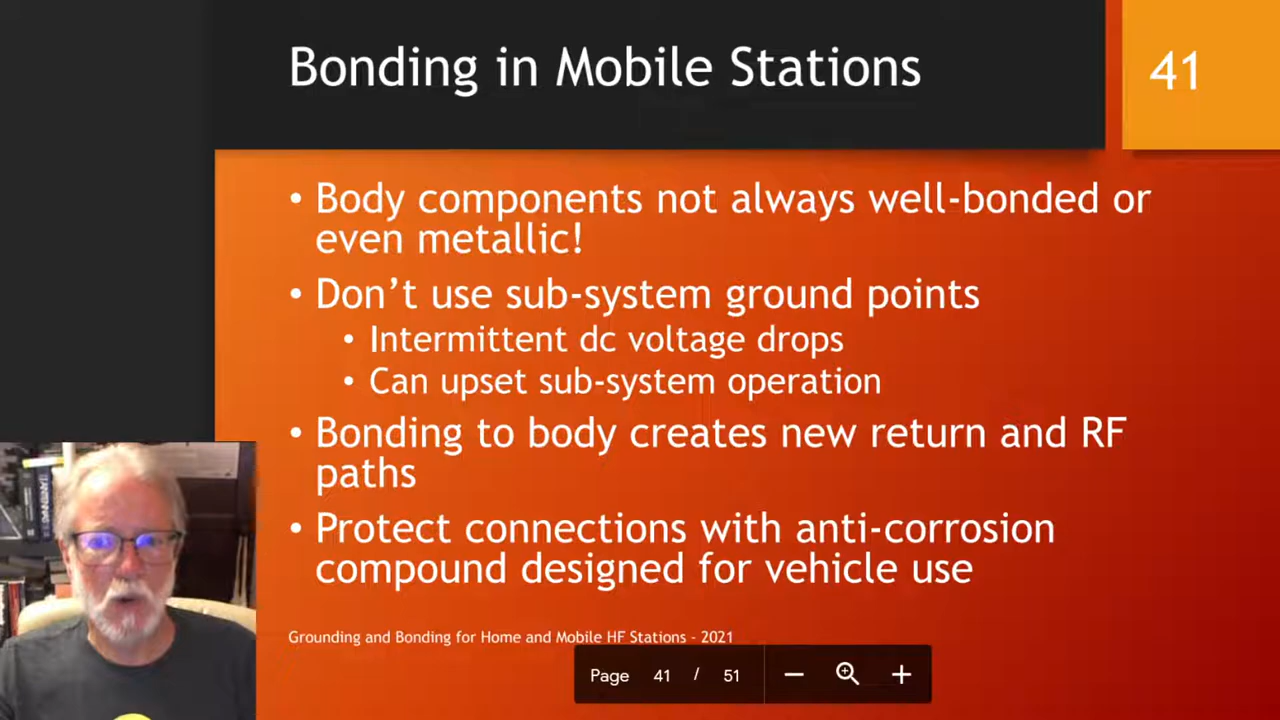 Bonding in Mobile Stations
41
• Body components not always well-bonded or
even metallic!
• Don’t use sub-system ground points
• Intermittent dc voltage drops
• Can upset sub-system operation
• Bonding to body creates new return and RF
paths
• Protect connections with anti-corrosion
compound designed for vehicle use
Grounding and Bonding for Home and Mobile HF Stations - 2021
Page 41 / 51